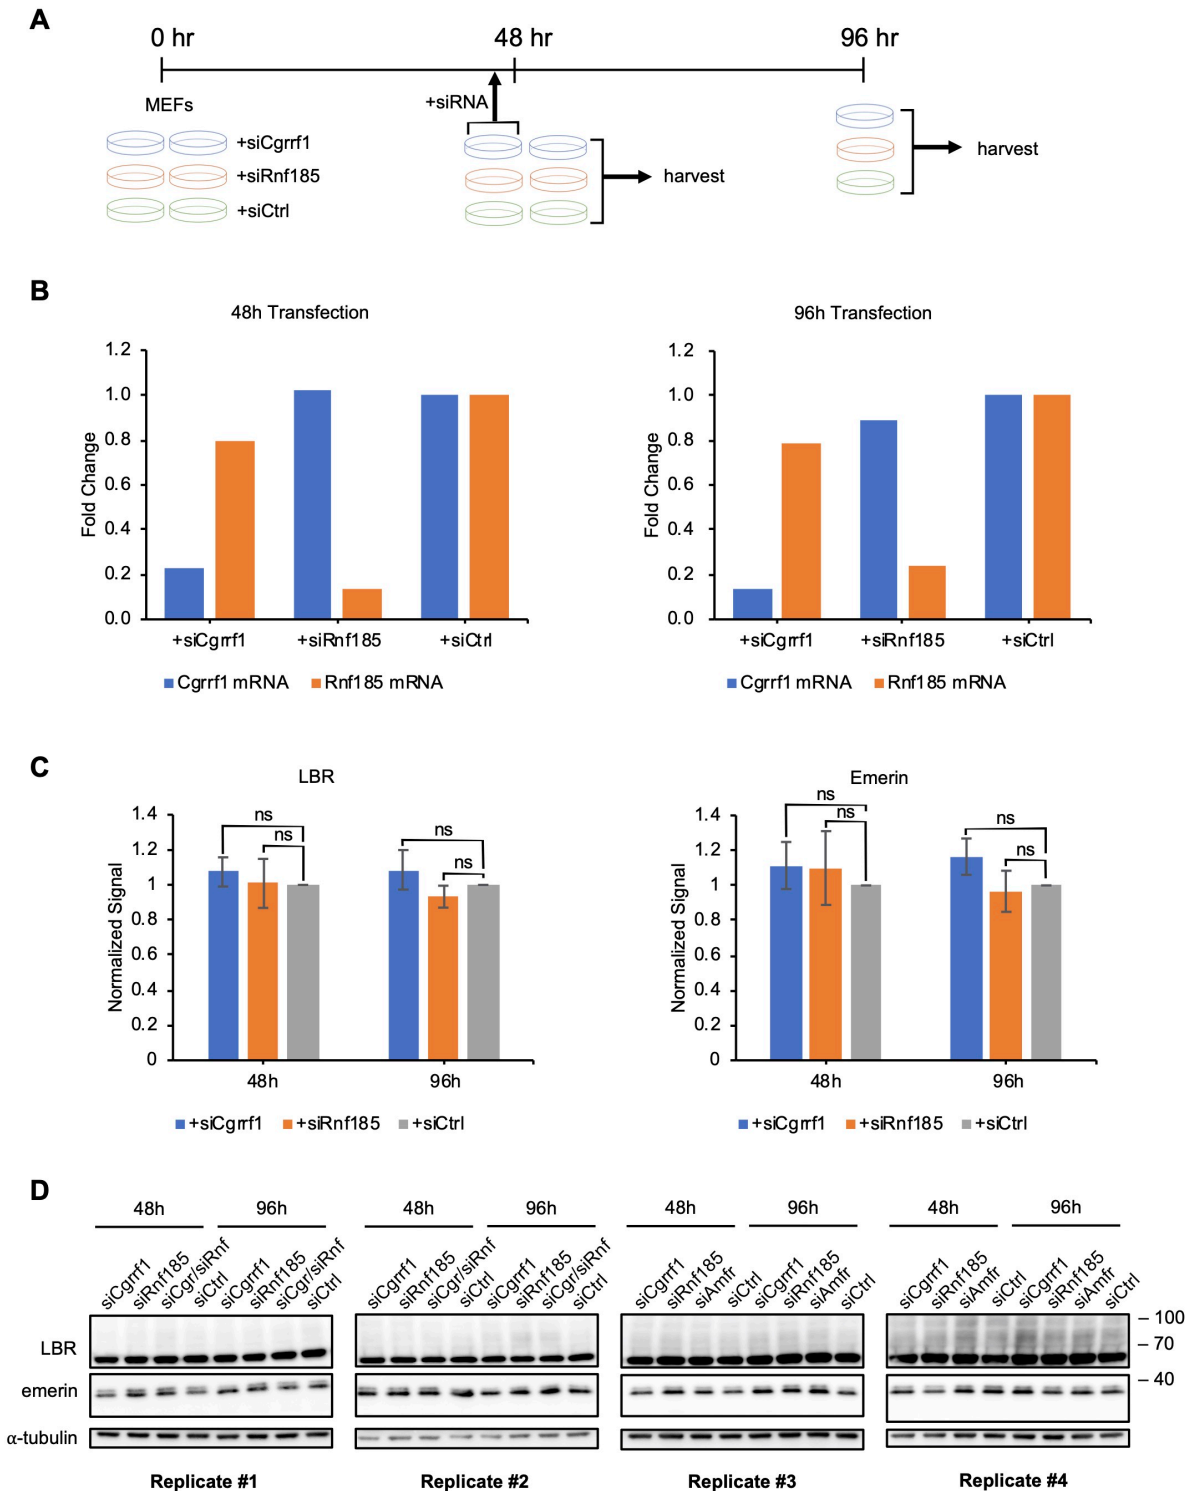 A
0 hr
48 hr
96 hr
MEFs
+siRNA
+siCgrrf1
+siRnf185
+siCtrl
harvest
harvest
B
48h Transfection
Fold Change
1.2
1.0
0.8
0.6
0.4
0.2
0.0
+siCgrrf1
+siRnf185
+siCtrl
Cgrrf1 mRNA
Rnf185 mRNA
96h Transfection
Fold Change
1.2
1.0
0.8
0.6
0.4
0.2
0.0
+siCgrrf1
+siRnf185
+siCtrl
Cgrrf1 mRNA
Rnf185 mRNA
C
LBR
Normalized Signal
1.4
1.2
1
0.8
0.6
0.4
0.2
0
ns
ns
ns
ns
48h
96h
+siCgrrf1
+siRnf185
+siCtrl
Emerin
Normalized Signal
1.4
1.2
1
0.8
0.6
0.4
0.2
0
ns
ns
ns
ns
48h
96h
+siCgrrf1
+siRnf185
+siCtrl
D
48h
96h
siCgrrf1
siRnf185
siCgr/siRnf
siCtrl
siCgrrf1
siRnf185
siCgr/siRnf
siCtrl
48h
96h
siCgrrf1
siRnf185
siCgr/siRnf
siCtrl
siCgrrf1
siRnf185
siCgr/siRnf
siCtrl
48h
96h
siCgrrf1
siRnf185
siAmfr
siCtrl
siCgrrf1
siRnf185
siAmfr
siCtrl
48h
96h
siCgrrf1
siRnf185
siAmfr
siCtrl
siCgrrf1
siRnf185
siAmfr
siCtrl
LBR
emerin
α-tubulin
– 100
– 70
– 40
Replicate #1
Replicate #2
Replicate #3
Replicate #4